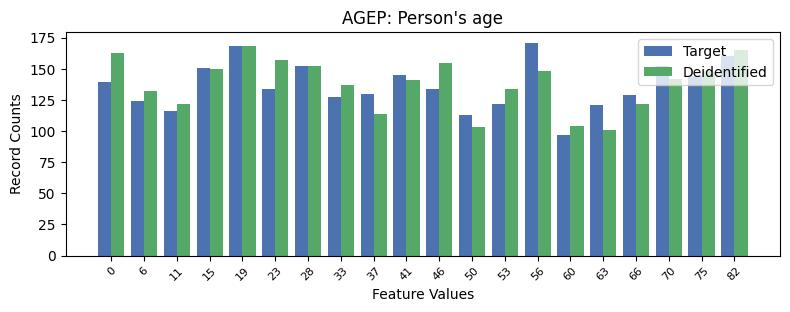 AGEP: Person's age
Record Counts
175
150
125
100
75
50
25
0
Target
Deidentified
0 6 11 15 19 23 28 33 37 41 46 50 53 56 60 63 66 70 75 82
Feature Values